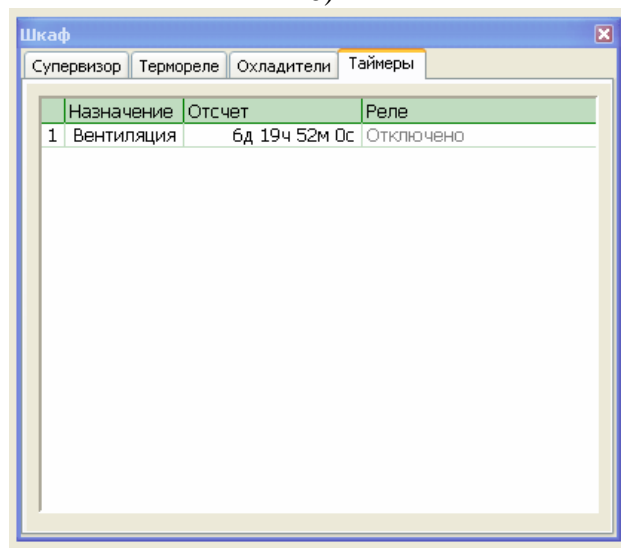 Шкаф
Супервизор Термореле Охладители Таймеры
Назначение Отсчет Реле
1 Вентиляция 6д 19ч 52м 0с Отключено